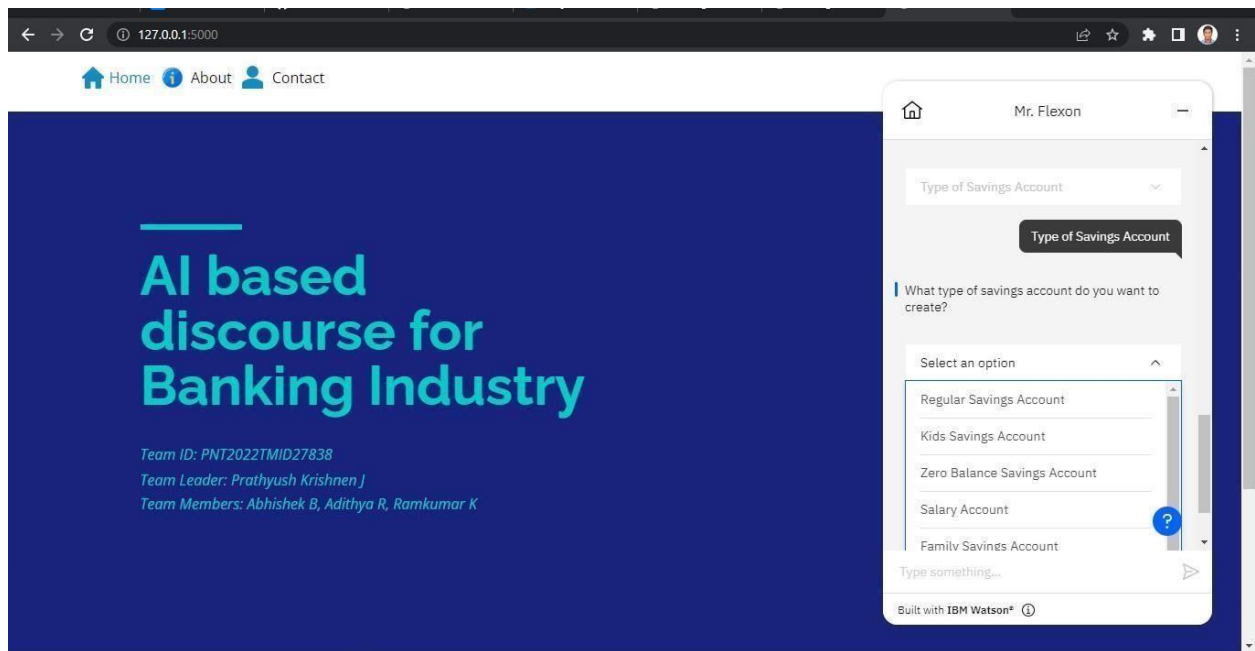 127.0.0.1:5000
Home About Contact
AI based
discourse for
Banking Industry
Team ID: PNT2022TMID27838
Team Leader: Prathyush Krishnen J
Team Members: Abhishek B, Adithya R, Ramkumar K
Mr. Flexon
Type of Savings Account
Type of Savings Account
What type of savings account do you want to
create?
Select an option
Regular Savings Account
Kids Savings Account
Zero Balance Savings Account
Salary Account
Family Savings Account
?
Type something...
Built with IBM Watson®